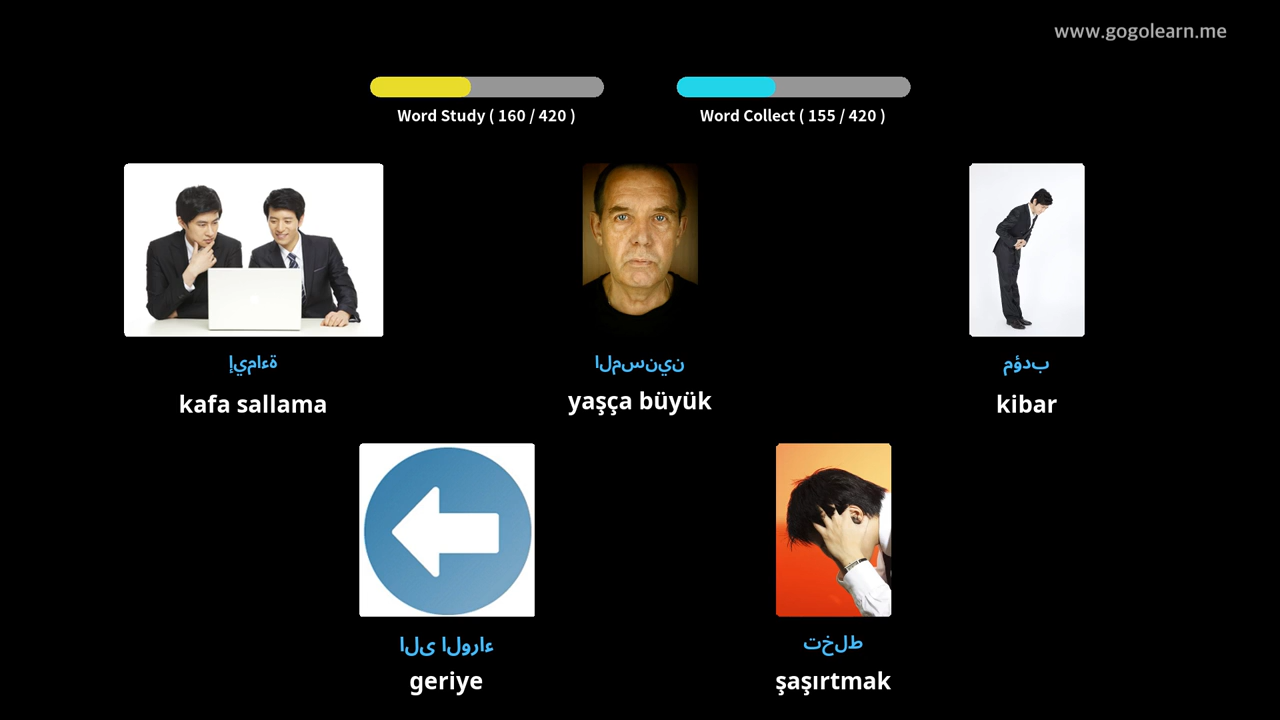 www.gogolearn.me
Word Study ( 160 / 420 )
Word Collect ( 155 / 420 )
إيماءة
المسنين
مؤدب
kafa sallama
yaşça büyük
kibar
الى الوراء
تخلط
geriye
şaşırtmak